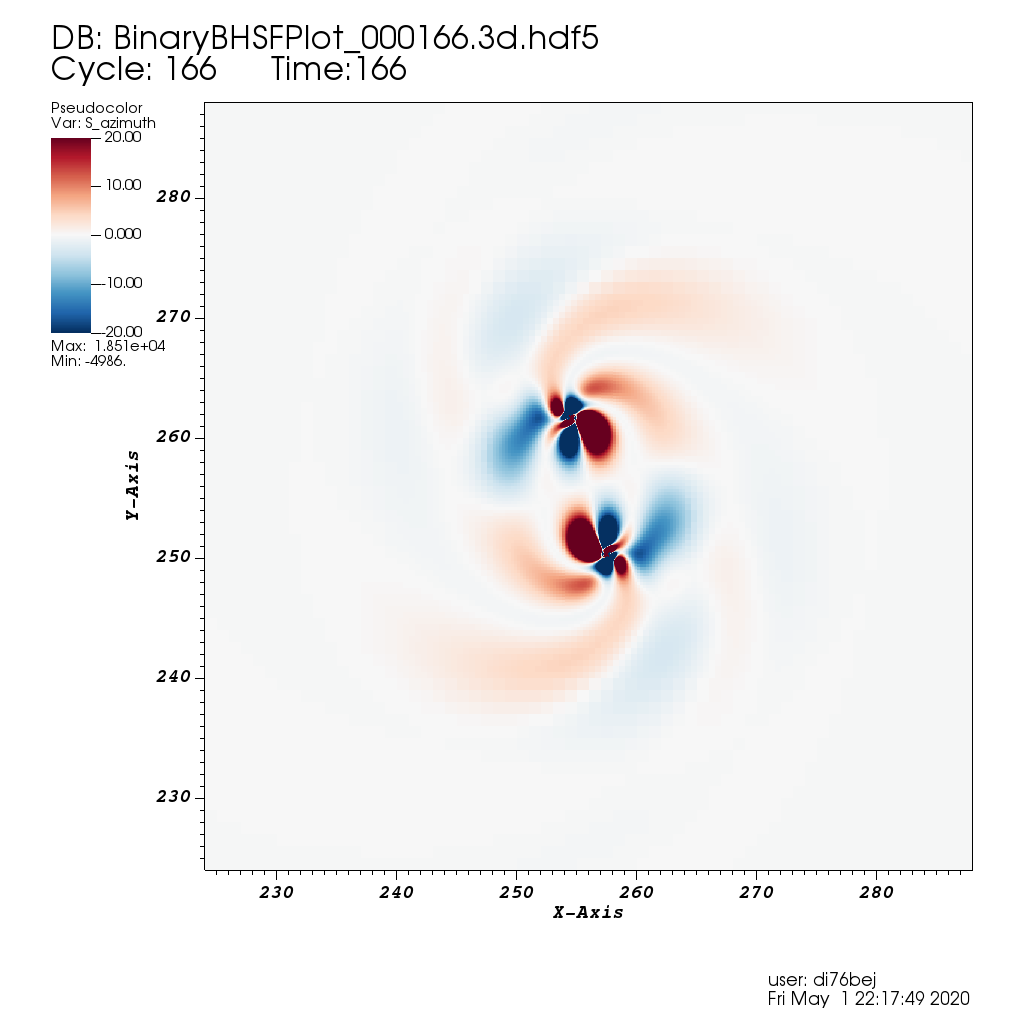 DB: BinaryBHSFPlot_000166.3d.hdf5
Cycle: 166 Time:166
Pseudocolor
Var: S_azimuth
20.00
10.00
0.000
-10.00
-20.00
Max: 1.851e+04
Min: -4986.
280
270
260
250
240
230
Y-Axis
230 240 250 260 270 280
X-Axis
user: di76bej
Fri May 1 22:17:49 2020